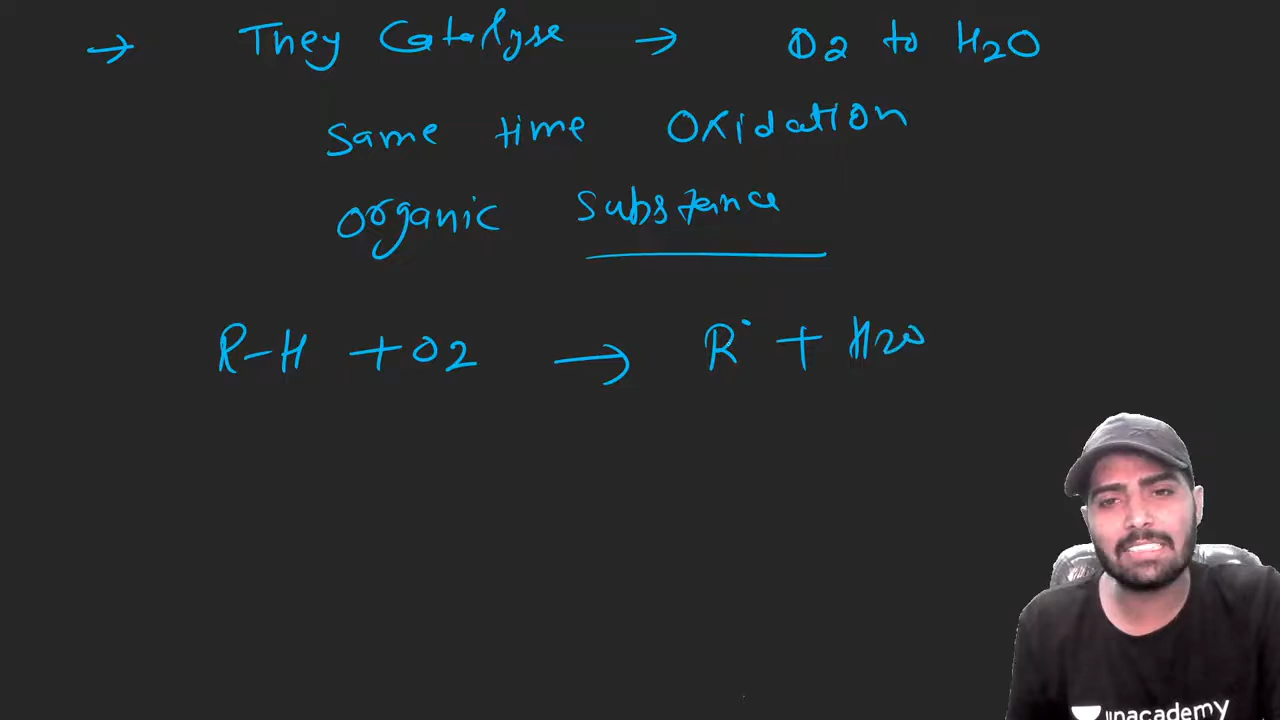 → They Catalyse → O2 to H2O
Same time Oxidation
organic substance
R-H + O2 → R· + H2O
unacademy